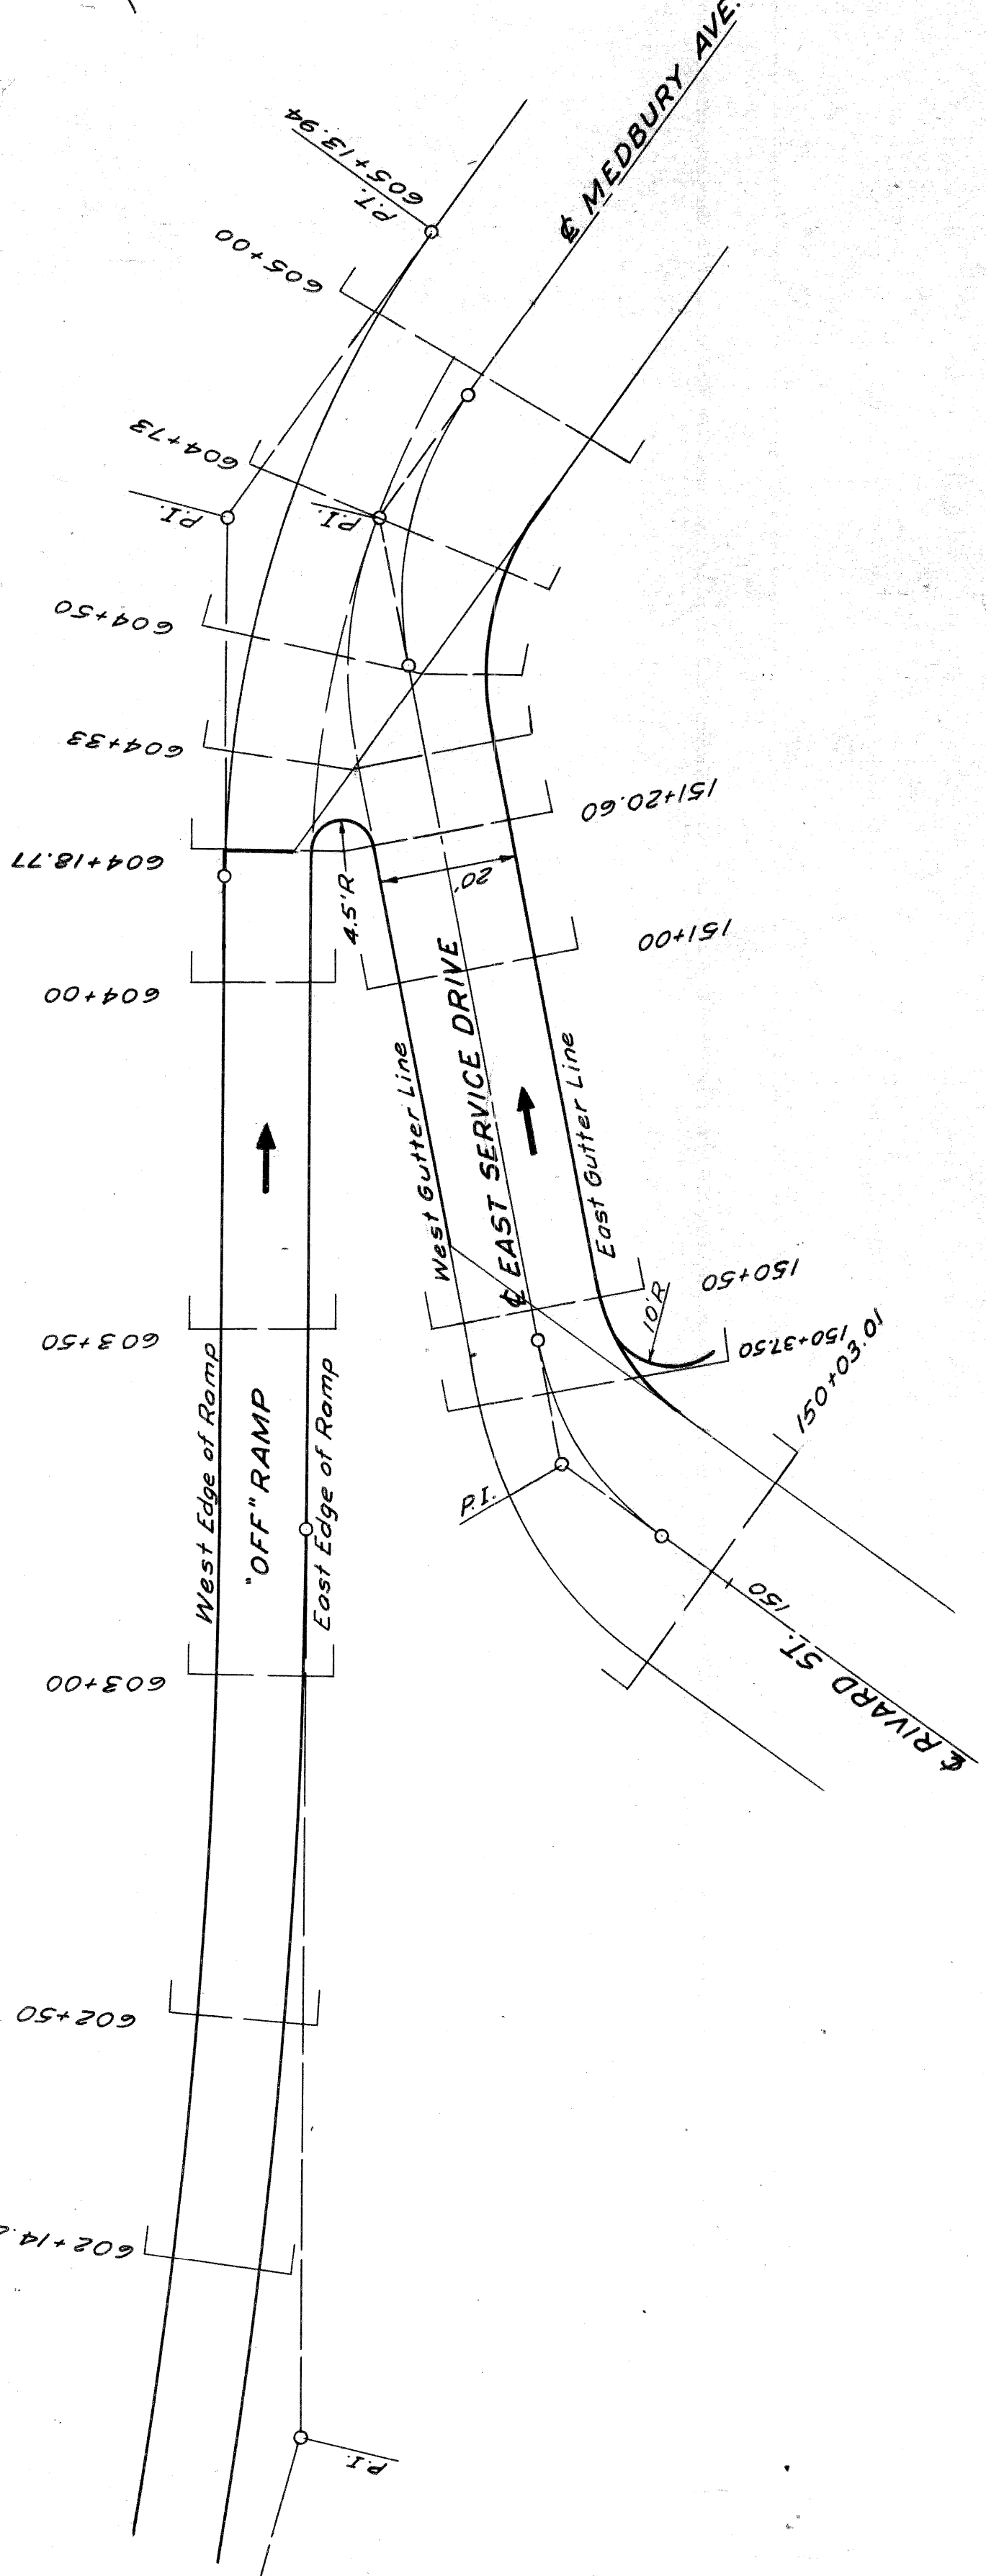 ℄ MEDBURY AVE.
P.T.
605+13.94
605+00
604+73
P.I.
P.I.
604+50
604+33
151+20.60
604+18.77
4.5'R
20'
151+00
604+00
West Gutter Line
℄ EAST SERVICE DRIVE
East Gutter Line
150+50
10'R
150+37.50
150+03.01
603+50
West Edge of Ramp
"OFF" RAMP
East Edge of Ramp
P.I.
150
℄ RIVARD ST.
603+00
602+50
602+14.
P.I.